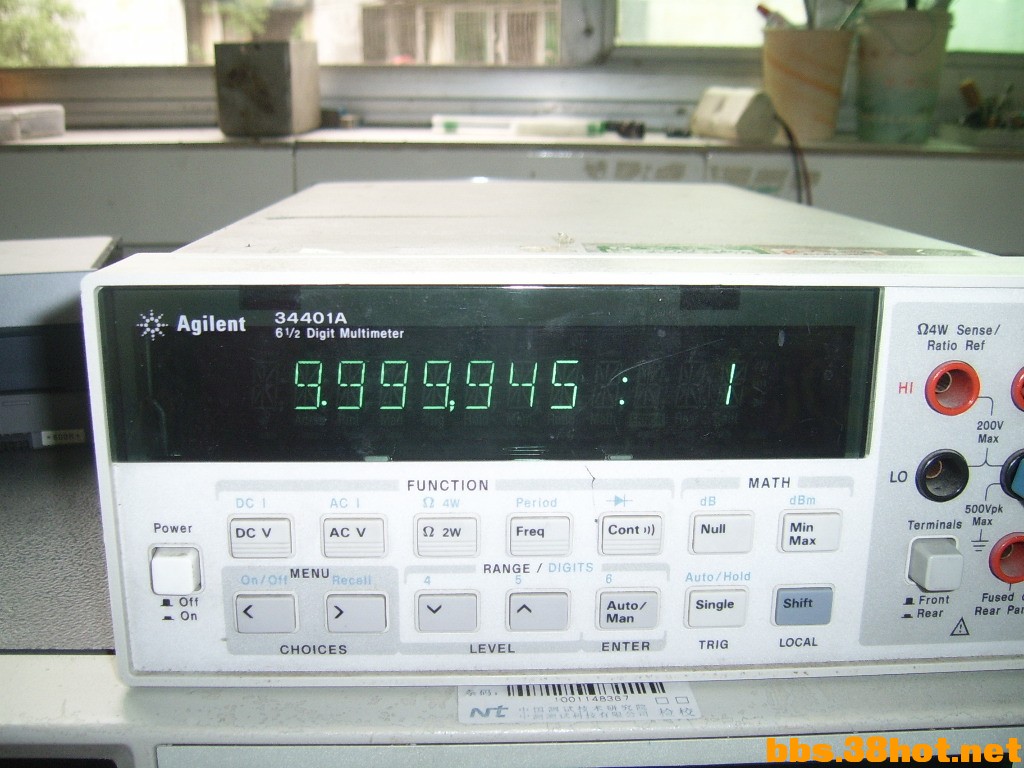 Agilent
34401A
6½ Digit Multimeter
9.999,945 : 1
Ω4W Sense/
Ratio Ref
HI
200V
Max
LO
500Vpk
Max
FUNCTION
MATH
DC I
AC I
Ω 4W
Period
dB
dBm
DC V
AC V
Ω 2W
Freq
Cont
Null
Min
Max
Power
Off
On
MENU
RANGE / DIGITS
On/Off
Recall
4
5
6
Auto/Hold
<
>
Auto/
Man
Single
Shift
CHOICES
LEVEL
ENTER
TRIG
LOCAL
Terminals
Front
Rear
Fused
Rear
1001148367
bbs.38hot.net